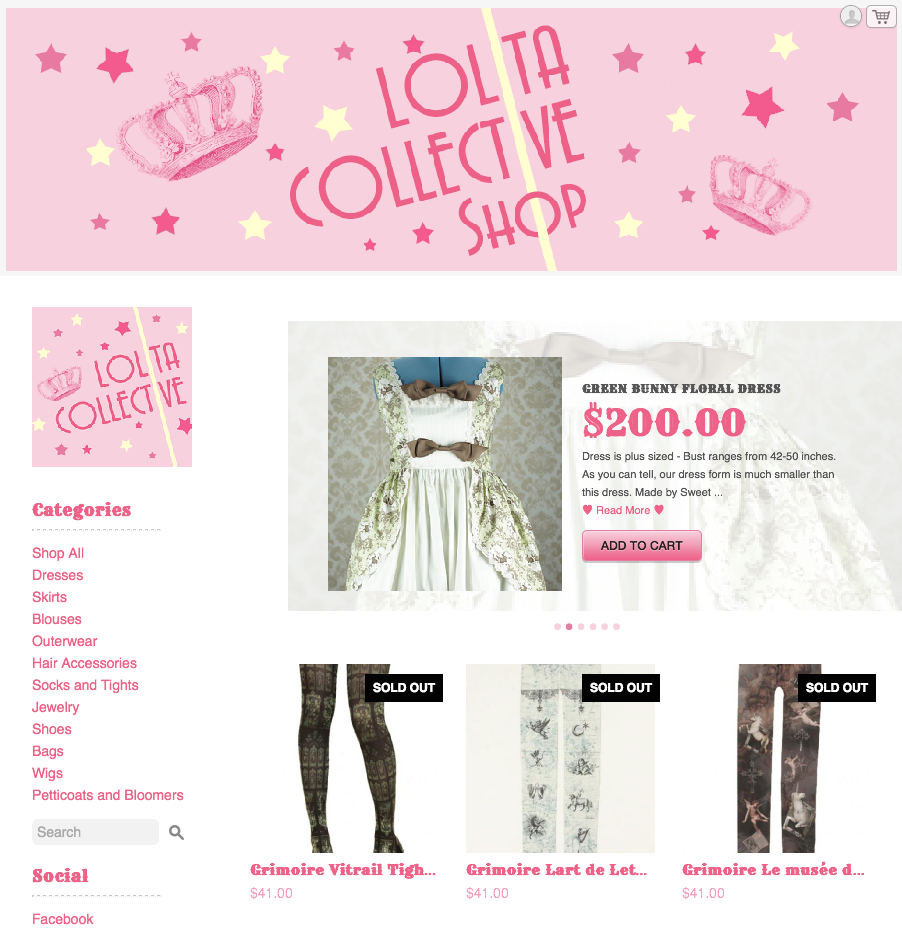 LOLITA
COLLECTIVE
SHOP
LOLITA
COLLECTIVE
Categories
Shop All
Dresses
Skirts
Blouses
Outerwear
Hair Accessories
Socks and Tights
Jewelry
Shoes
Bags
Wigs
Petticoats and Bloomers
Search
Social
Facebook
GREEN BUNNY FLORAL DRESS
$200.00
Dress is plus sized - Bust ranges from 42-50 inches.
As you can tell, our dress form is much smaller than
this dress. Made by Sweet ...
Read More
ADD TO CART
SOLD OUT
Grimoire Vitrail Tigh...
$41.00
SOLD OUT
Grimoire Lart de Let...
$41.00
SOLD OUT
Grimoire Le musée d...
$41.00